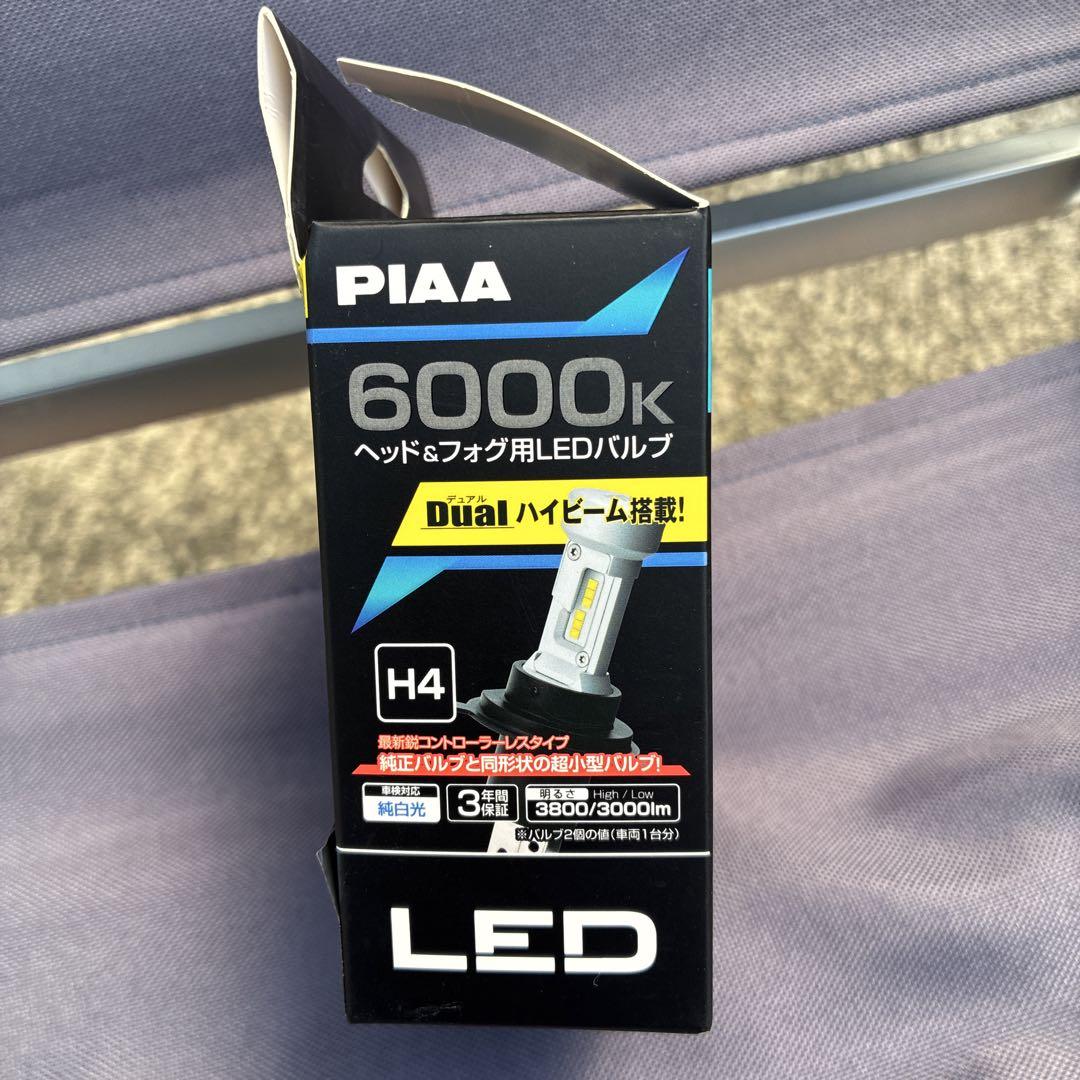 PIAA
6000K
ヘッド&フォグ用LEDバルブ
デュアル
Dual ハイビーム搭載!
H4
最新鋭コントローラーレスタイプ
純正バルブと同形状の超小型バルブ!
車検対応
純白光
3年間保証
明るさ High / Low
3800/3000lm
※バルブ2個の値(車両1台分)
LED